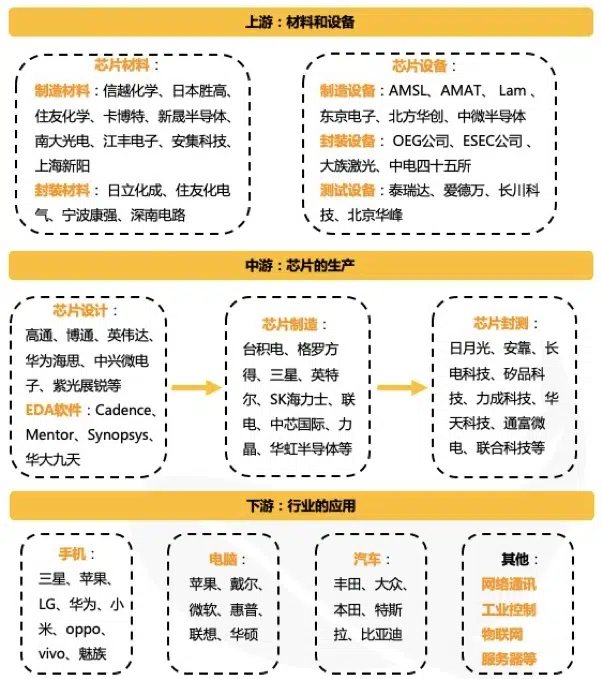 上游：材料和设备
芯片材料：
制造材料：信越化学、日本胜高、
住友化学、卡博特、新晟半导体、
南大光电、江丰电子、安集科技、
上海新阳
封装材料：日立化成、住友化电
气、宁波康强、深南电路
芯片设备：
制造设备：AMSL、AMAT、Lam、
东京电子、北方华创、中微半导体
封装设备： OEG公司、ESEC公司、
大族激光、中电四十五所
测试设备：泰瑞达、爱德万、长川科
技、北京华峰
中游：芯片的生产
芯片设计：
高通、博通、英伟达、
华为海思、中兴微电
子、紫光展锐等
EDA软件：Cadence、
Mentor、Synopsys、
华大九天
芯片制造：
台积电、格罗方
得、三星、英特
尔、SK海力士、联
电、中芯国际、力
晶、华虹半导体等
芯片封测：
日月光、安靠、长
电科技、矽品科
技、力成科技、华
天科技、通富微
电、联合科技等
下游：行业的应用
手机：
三星、苹果、
LG、华为、小
米、oppo、
vivo、魅族
电脑：
苹果、戴尔、
微软、惠普、
联想、华硕
汽车：
丰田、大众、
本田、特斯
拉、比亚迪
其他：
网络通讯
工业控制
物联网
服务器等